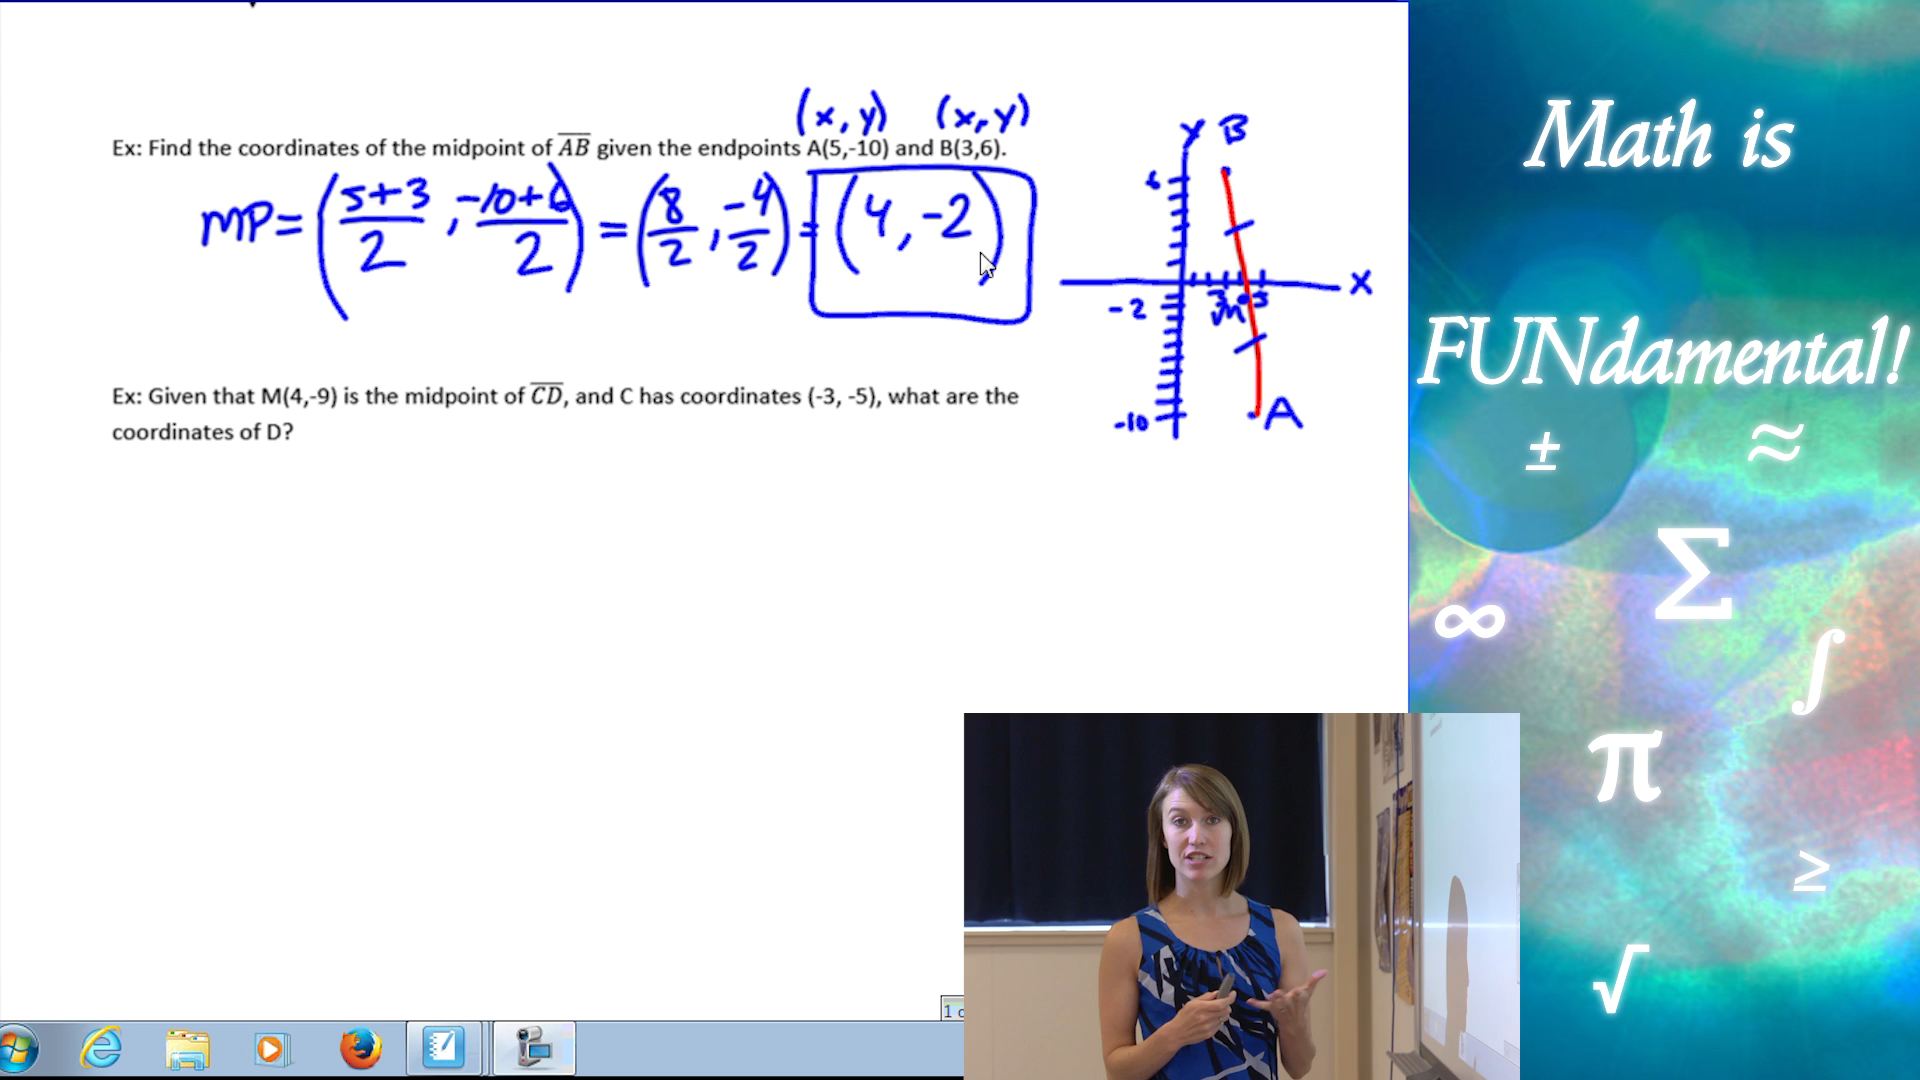 (x, y) (x, y)
Ex: Find the coordinates of the midpoint of AB given the endpoints A(5,-10) and B(3,6).
MP = (5+3/2, -10+6/2) = (8/2, -4/2) = (4, -2)
Y B
6
X
-2 3 5
M
-10 A
Ex: Given that M(4,-9) is the midpoint of CD, and C has coordinates (-3, -5), what are the
coordinates of D?
Math is
FUNdamental!
± ≈
Σ
∞
∫
π
≥
√